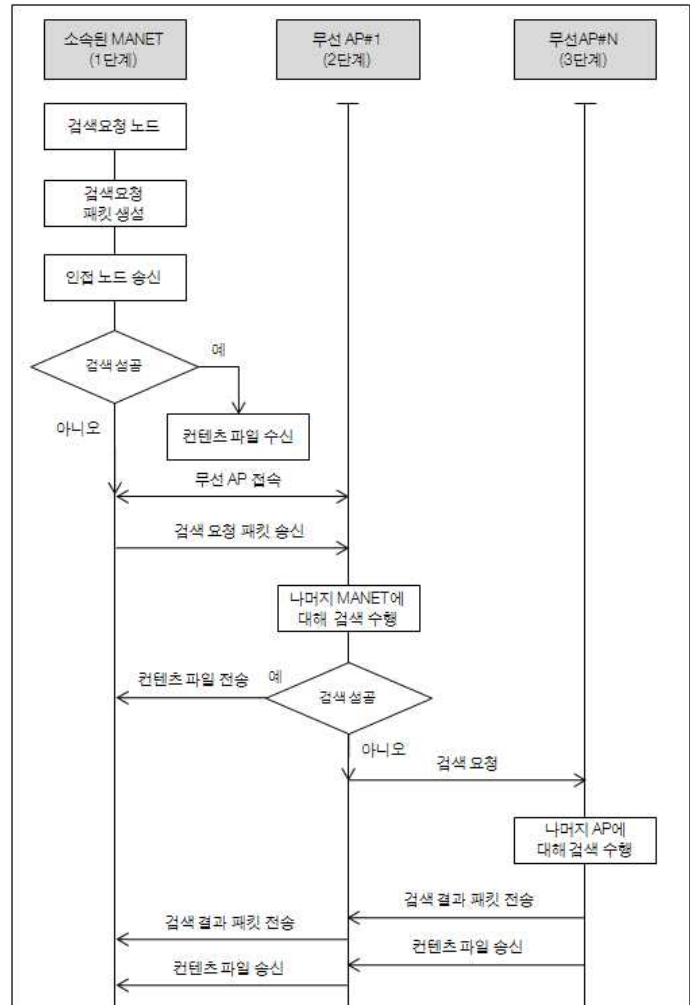 소속된 MANET
(1단계)
무선 AP#1
(2단계)
무선AP#N
(3단계)
검색요청 노드
검색요청
패킷 생성
인접 노드 송신
검색 성공
예
아니오
컨텐츠 파일 수신
무선 AP 접속
검색 요청 패킷 송신
나머지 MANET에
대해 검색 수행
컨텐츠 파일 전송
예
검색 성공
아니오
검색 요청
나머지 AP에
대해 검색 수행
검색 결과 패킷 전송
검색 결과 패킷 전송
컨텐츠 파일 송신
컨텐츠 파일 송신